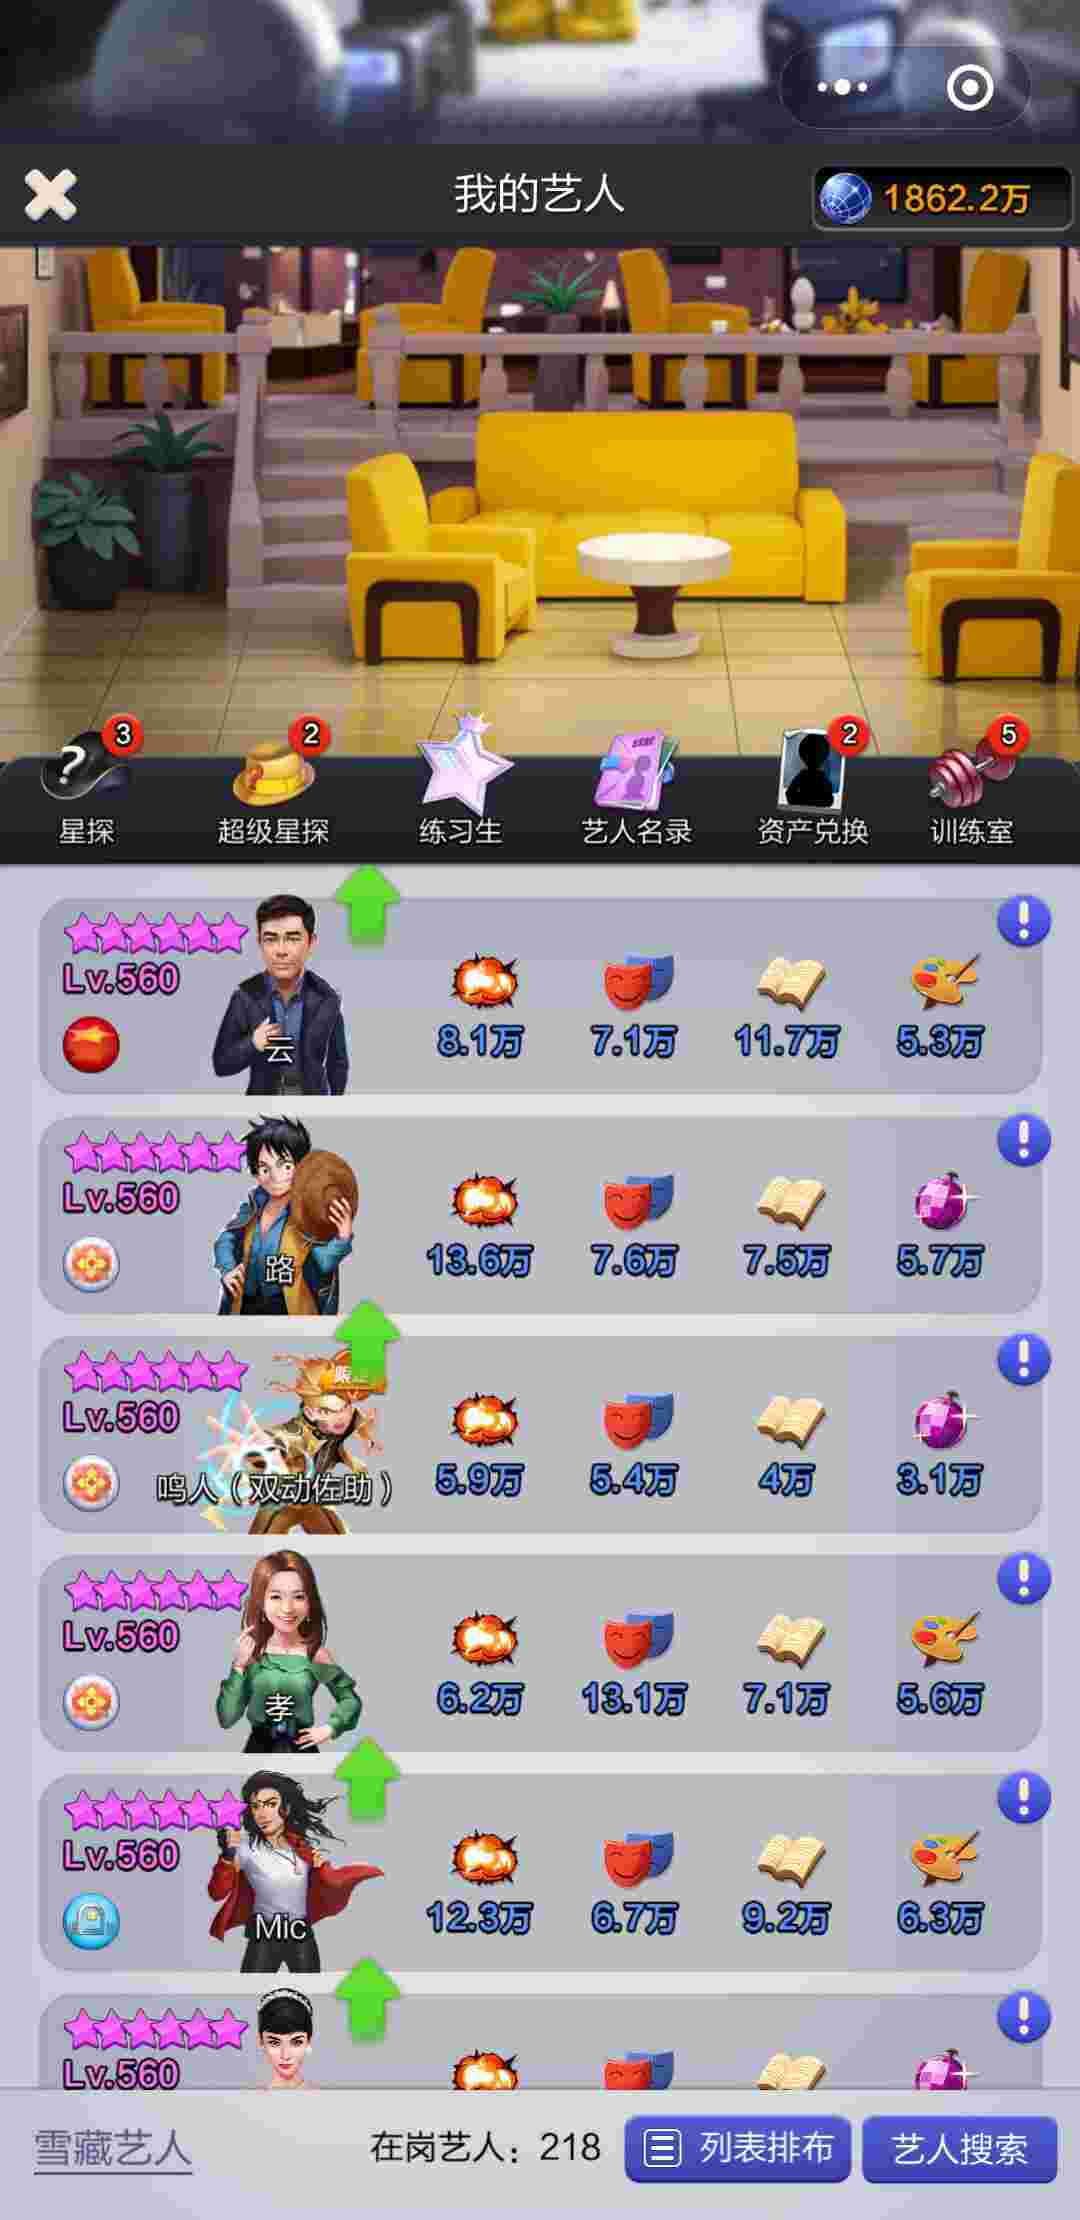 我的艺人
1862.2万
3
2
2
5
?
星探
超级星探
练习生
艺人名录
资产兑换
训练室
Lv.560
云
8.1万
7.1万
11.7万
5.3万
Lv.560
路
13.6万
7.6万
7.5万
5.7万
Lv.560
鸣人（双动佐助）
5.9万
5.4万
4万
3.1万
Lv.560
孝
6.2万
13.1万
7.1万
5.6万
Lv.560
Mic
12.3万
6.7万
9.2万
6.3万
Lv.560
雪藏艺人
在岗艺人：218
列表排布
艺人搜索